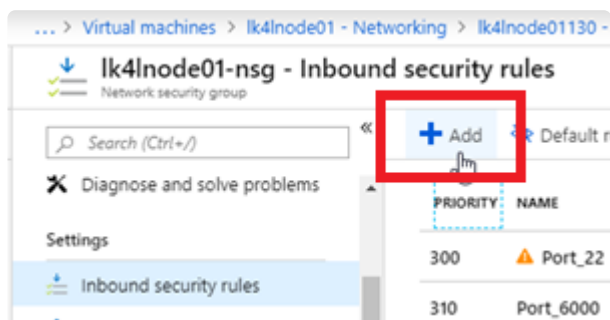 ... > Virtual machines > lk4lnode01 - Networking > lk4lnode01130 -
lk4lnode01-nsg - Inbound security rules
Network security group
Search (Ctrl+/)
«
Add
Default r
Diagnose and solve problems
PRIORITY NAME
Settings
300 Port_22
Inbound security rules
310 Port_6000